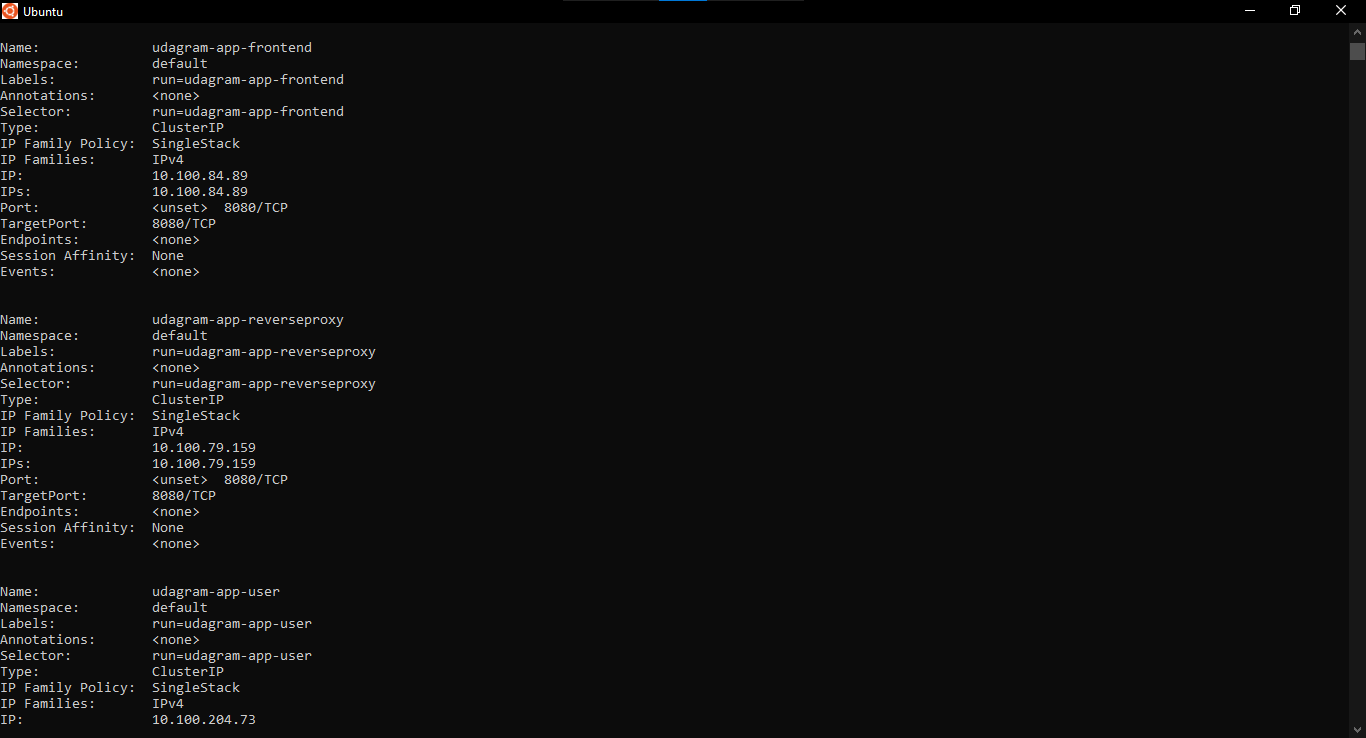 Ubuntu
Name:              udagram-app-frontend
Namespace:         default
Labels:            run=udagram-app-frontend
Annotations:       <none>
Selector:          run=udagram-app-frontend
Type:              ClusterIP
IP Family Policy:  SingleStack
IP Families:       IPv4
IP:                10.100.84.89
IPs:               10.100.84.89
Port:              <unset>  8080/TCP
TargetPort:        8080/TCP
Endpoints:         <none>
Session Affinity:  None
Events:            <none>
Name:              udagram-app-reverseproxy
Namespace:         default
Labels:            run=udagram-app-reverseproxy
Annotations:       <none>
Selector:          run=udagram-app-reverseproxy
Type:              ClusterIP
IP Family Policy:  SingleStack
IP Families:       IPv4
IP:                10.100.79.159
IPs:               10.100.79.159
Port:              <unset>  8080/TCP
TargetPort:        8080/TCP
Endpoints:         <none>
Session Affinity:  None
Events:            <none>
Name:              udagram-app-user
Namespace:         default
Labels:            run=udagram-app-user
Annotations:       <none>
Selector:          run=udagram-app-user
Type:              ClusterIP
IP Family Policy:  SingleStack
IP Families:       IPv4
IP:                10.100.204.73